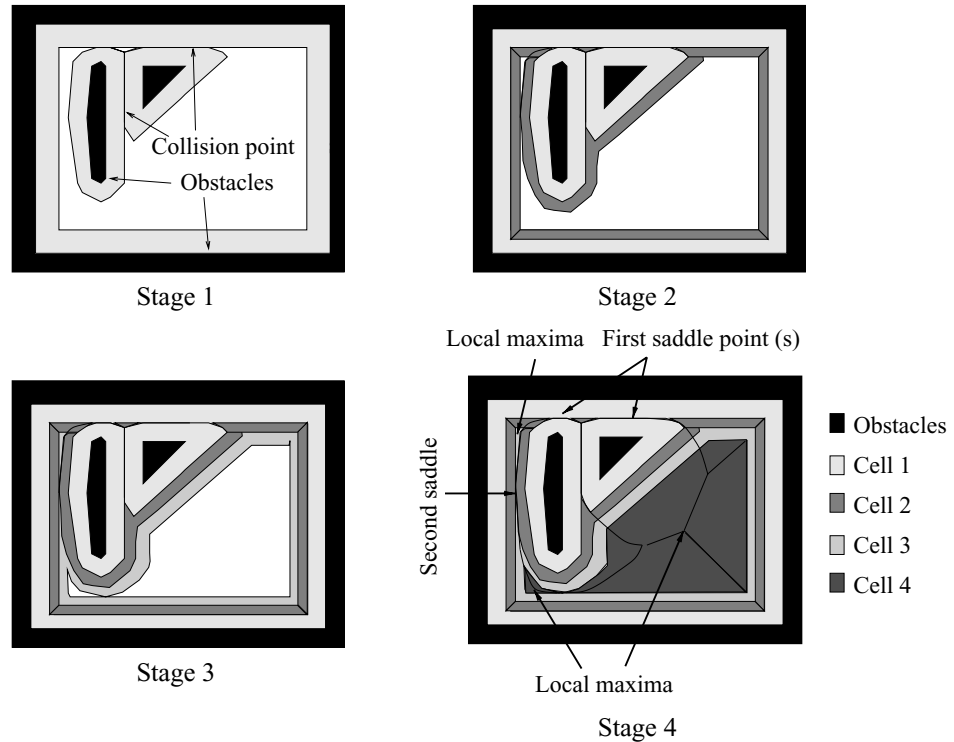 Collision point
Obstacles
Stage 1
Stage 2
Stage 3
Local maxima
First saddle point (s)
Second saddle
Local maxima
Stage 4
Obstacles
Cell 1
Cell 2
Cell 3
Cell 4